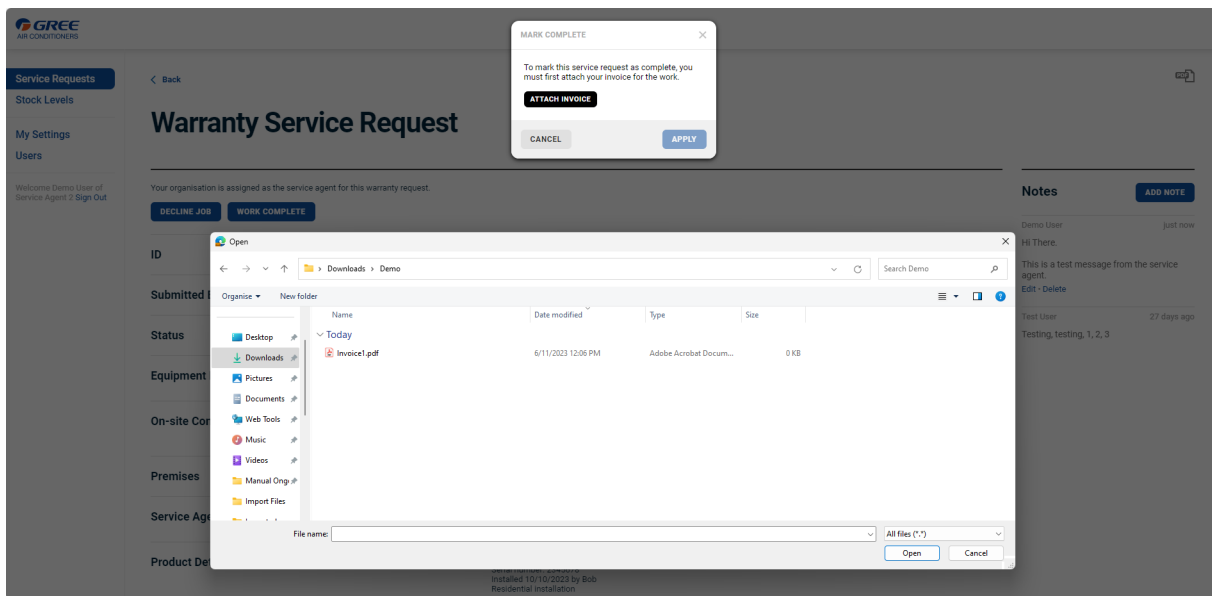 GREE
AIR CONDITIONERS
Service Requests
Stock Levels
My Settings
Users
Welcome Demo User of
Service Agent 2 Sign Out
Back
Warranty Service Request
Your organisation is assigned as the service agent for this warranty request.
DECLINE JOB
WORK COMPLETE
ID
Submitted
Status
Equipment
On-site Cor
Premises
Service Age
Product De
Serial number: 2345678
Installed 10/10/2023 by Bob
Residential installation
MARK COMPLETE
To mark this service request as complete, you
must first attach your invoice for the work.
ATTACH INVOICE
CANCEL
APPLY
Notes
ADD NOTE
Demo User
just now
Hi There.
This is a test message from the service
agent.
Edit - Delete
Test User
27 days ago
Testing, testing, 1, 2, 3
Open
Downloads
Demo
Search Demo
Organise
New folder
Name
Date modified
Type
Size
Desktop
Downloads
Pictures
Documents
Web Tools
Music
Videos
Manual Ong
Import Files
Today
Invoice1.pdf
6/11/2023 12:06 PM
Adobe Acrobat Docum...
0 KB
File name:
All files (*.*)
Open
Cancel